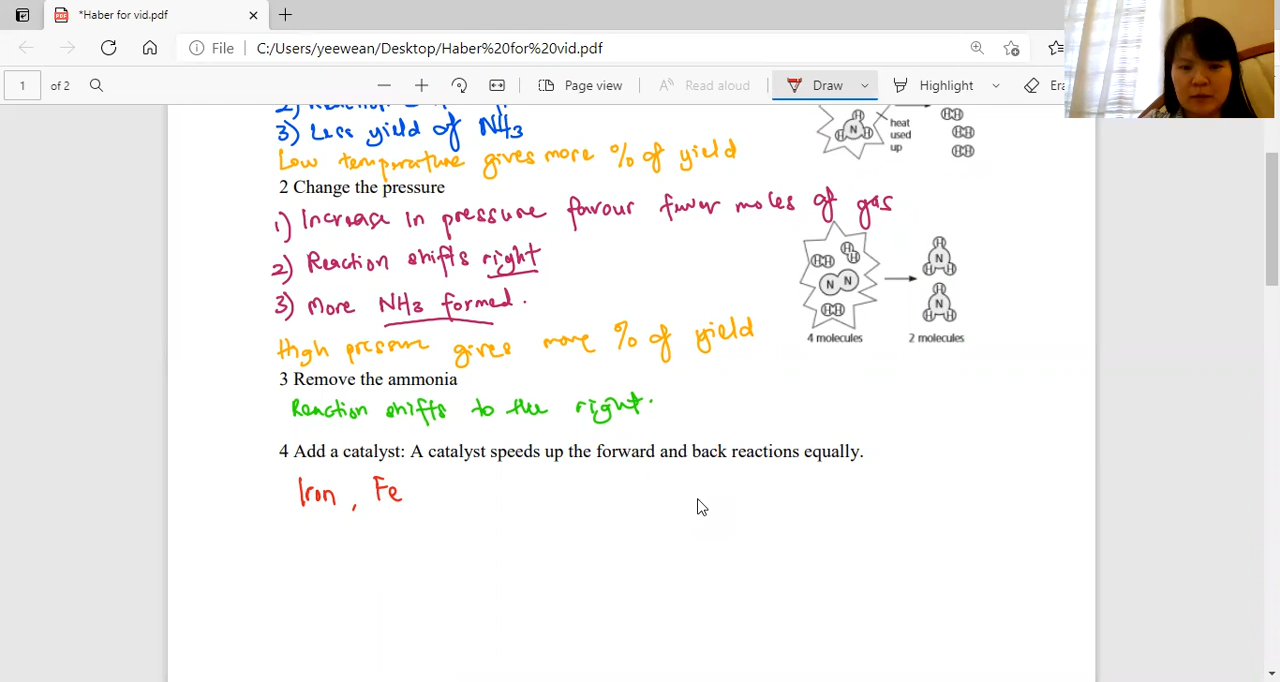 *Haber for vid.pdf
File C:/Users/yeewean/Desktop/Haber%20for%20vid.pdf
1 of 2 Page view Read aloud Draw Highlight Era
3) Less yield of NH3
Low temperature gives more % of yield
heat
used
up
H N H
2 Change the pressure
1) Increase in pressure favour fewer moles of gas
2) Reaction shifts right
3) More NH3 formed.
High pressure gives more % of yield
4 molecules 2 molecules
3 Remove the ammonia
Reaction shifts to the right.
4 Add a catalyst: A catalyst speeds up the forward and back reactions equally.
Iron, Fe